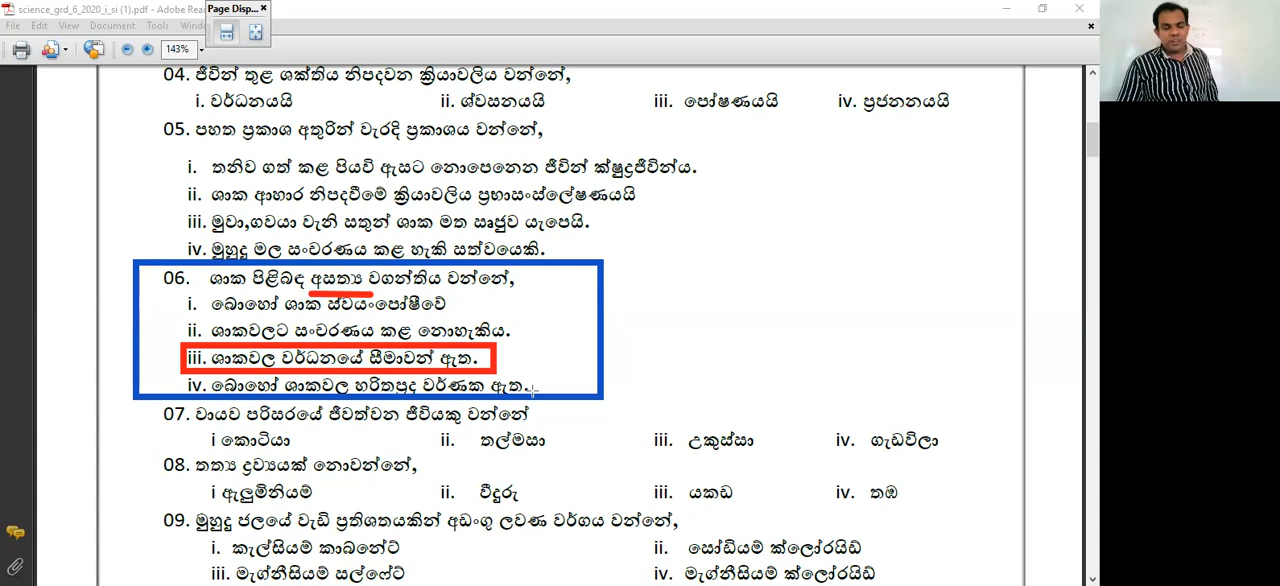 science_grd_6_2020_i_si (1).pdf - Adobe Rea
Page Disp...
File Edit View Document Tools Wind
143%
04. ජීවින් තුළ ශක්තිය නිපදවන ක්‍රියාවලිය වන්නේ,
i. වර්ධනයයි ii. ශ්වසනයයි iii. පෝෂණයයි iv. ප්‍රජනනයයි
05. පහත ප්‍රකාශ අතුරින් වැරදි ප්‍රකාශය වන්නේ,
i. තනිව ගත් කළ පියවි ඇසට නොපෙනෙන ජීවින් ක්ෂුද්‍රජීවින්ය.
ii. ශාක ආහාර නිපදවීමේ ක්‍රියාවලිය ප්‍රභාසංස්ලේෂණයයි
iii. මුවා,ගවයා වැනි සතුන් ශාක මත ඍජුව යැපෙයි.
iv. මුහුදු මල සංචරණය කළ හැකි සත්වයෙකි.
06. ශාක පිළිබඳ අසත්‍ය වගන්තිය වන්නේ,
i. බොහෝ ශාක ස්වයංපෝෂීවේ
ii. ශාකවලට සංචරණය කළ නොහැකිය.
iii. ශාකවල වර්ධනයේ සීමාවන් ඇත.
iv. බොහෝ ශාකවල හරිතප්‍රද වර්ණක ඇත.
07. වායව පරිසරයේ ජීවත්වන ජීවියකු වන්නේ
i කොටියා ii. තල්මසා iii. උකුස්සා iv. ගැඩවිලා
08. තත්‍ය ද්‍රව්‍යයක් නොවන්නේ,
i ඇලුමිනියම් ii. වීදුරු iii. යකඩ iv. තඹ
09. මුහුදු ජලයේ වැඩි ප්‍රතිශතයකින් අඩංගු ලවණ වර්ගය වන්නේ,
i. කැල්සියම් කාබනේට් ii. සෝඩියම් ක්ලෝරයිඩ්
iii. මැග්නීසියම් සල්ෆේට් iv. මැග්නීසියම් ක්ලෝරයිඩ්